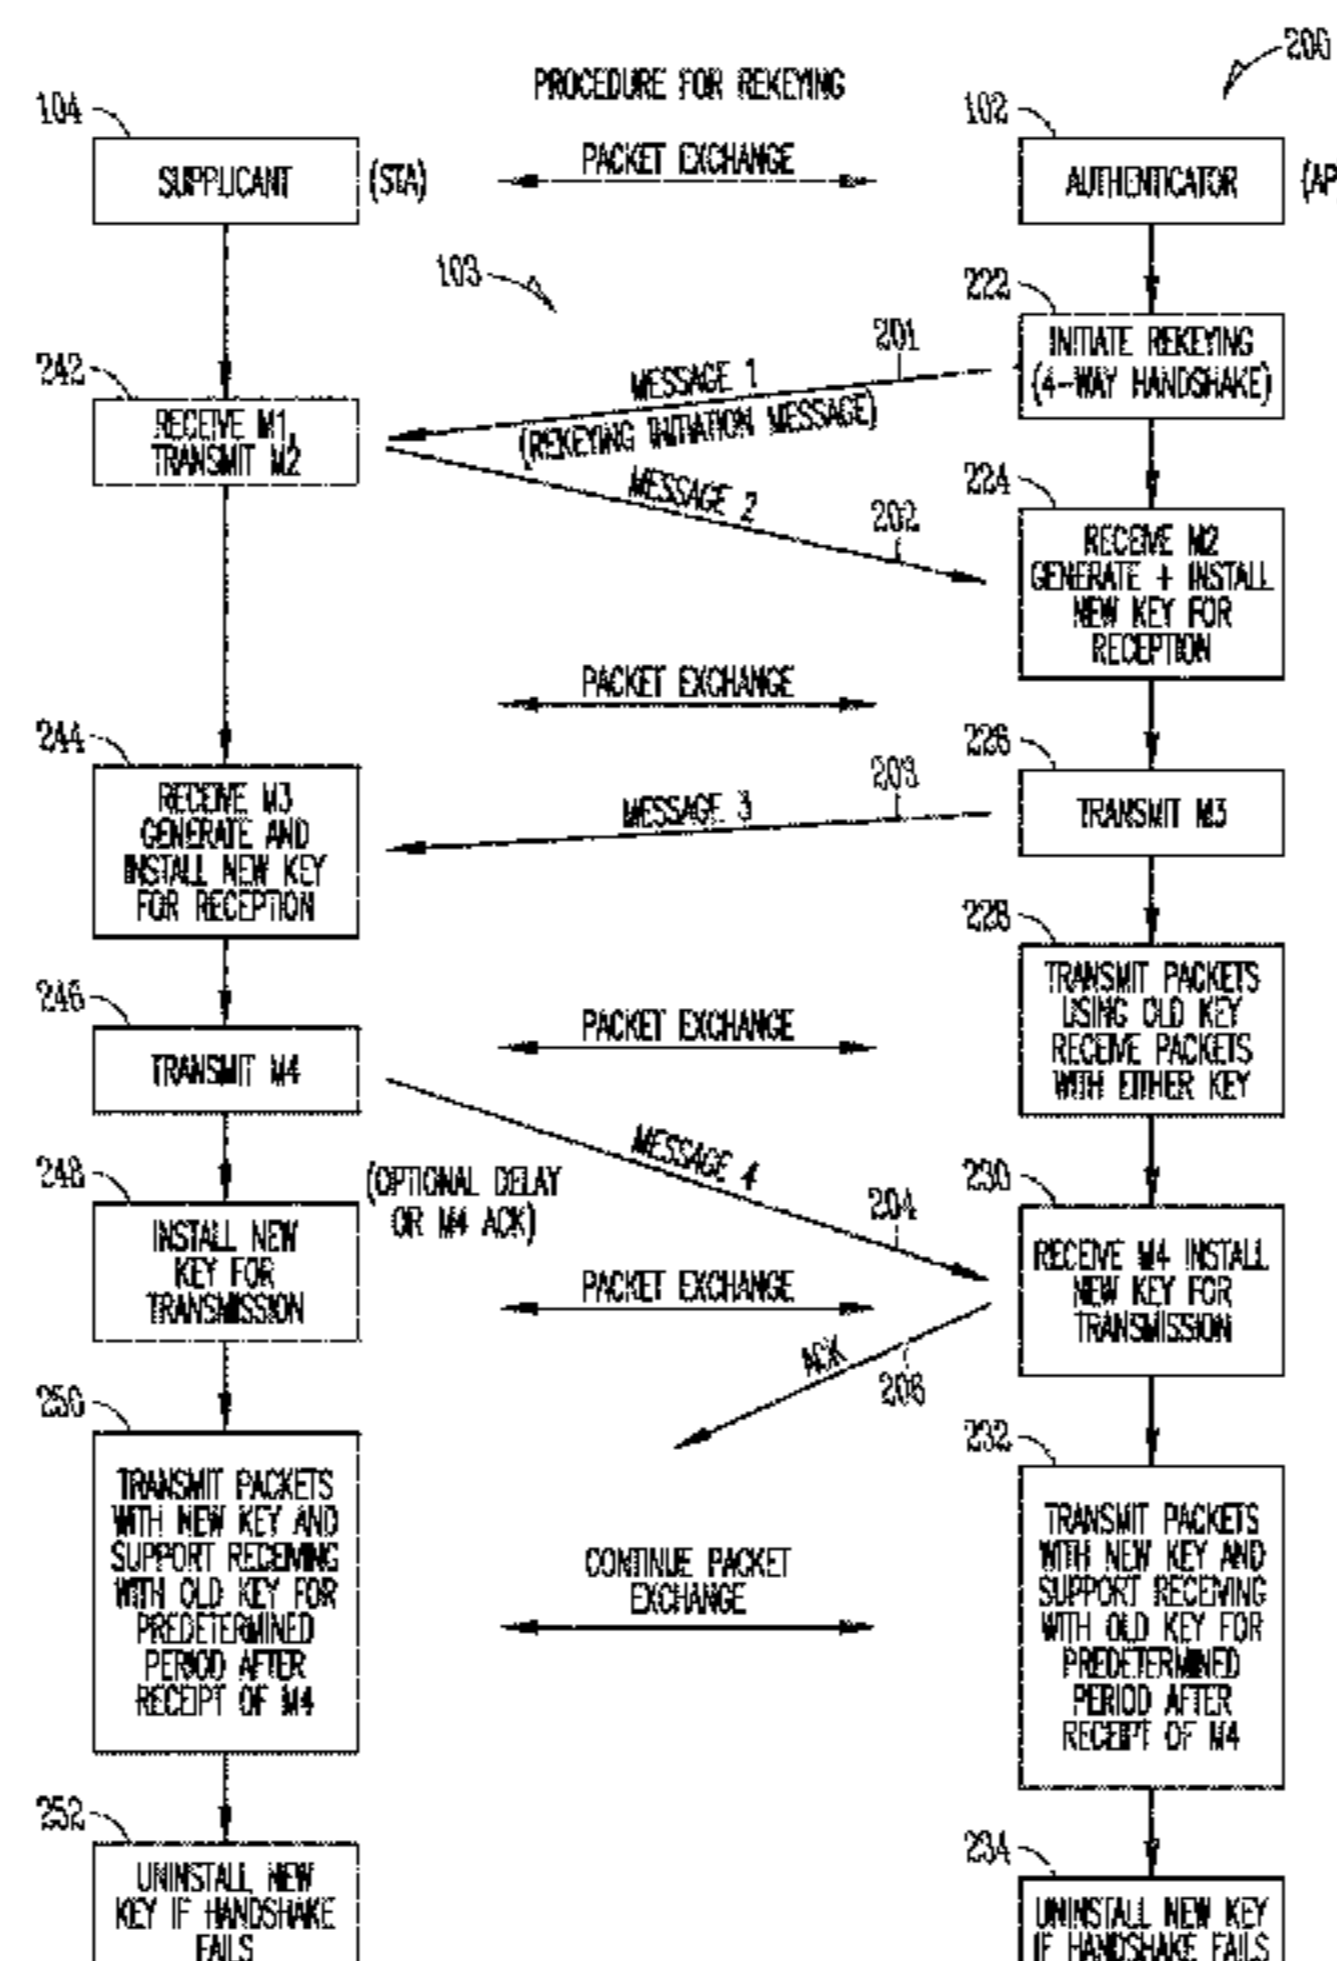 200
PROCEDURE FOR REKEYING
104
102
SUPPLICANT
(STA)
PACKET EXCHANGE
AUTHENTICATOR
(AP
103
222
201
INITIATE REKEYING
(4-WAY HANDSHAKE)
242
MESSAGE 1
(REKEYING INITIATION MESSAGE)
RECEIVE M1,
TRANSMIT M2
MESSAGE 2
202
224
RECEIVE M2
GENERATE + INSTALL
NEW KEY FOR
RECEPTION
PACKET EXCHANGE
244
226
203
RECEIVE M3
GENERATE AND
INSTALL NEW KEY
FOR RECEPTION
MESSAGE 3
TRANSMIT M3
228
TRANSMIT PACKETS
USING OLD KEY
RECEIVE PACKETS
WITH EITHER KEY
246
PACKET EXCHANGE
TRANSMIT M4
MESSAGE 4
248
(OPTIONAL DELAY
OR M4 ACK)
204
230
INSTALL NEW
KEY FOR
TRANSMISSION
PACKET EXCHANGE
RECEIVE M4 INSTALL
NEW KEY FOR
TRANSMISSION
ACK
206
250
232
TRANSMIT PACKETS
WITH NEW KEY AND
SUPPORT RECEIVING
WITH OLD KEY FOR
PREDETERMINED
PERIOD AFTER
RECEIPT OF M4
CONTINUE PACKET
EXCHANGE
TRANSMIT PACKETS
WITH NEW KEY AND
SUPPORT RECEIVING
WITH OLD KEY FOR
PREDETERMINED
PERIOD AFTER
RECEIPT OF M4
252
234
UNINSTALL NEW
KEY IF HANDSHAKE
FAILS
UNINSTALL NEW KEY
IF HANDSHAKE FAILS